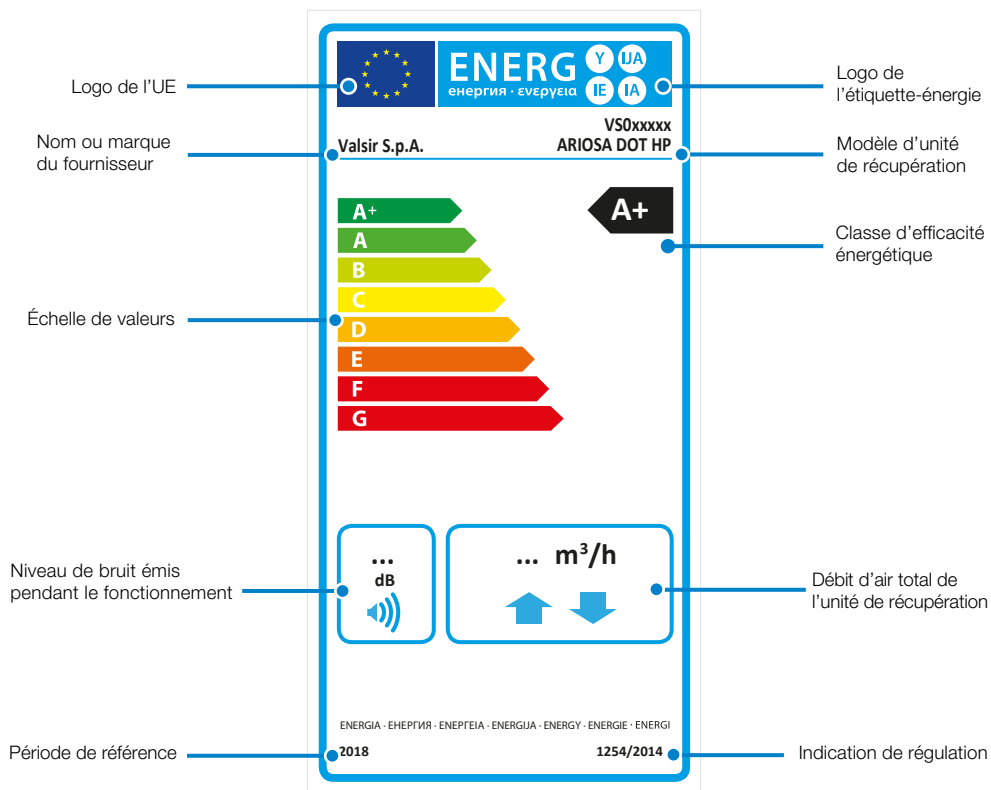 Logo de l'UE
ENERG
енергия · ενεργεια
Y
IJA
IE
IA
Logo de
l'étiquette-énergie
Nom ou marque
du fournisseur
Valsir S.p.A.
VS0xxxxx
ARIOSA DOT HP
Modèle d'unité
de récupération
A+
A
B
C
D
E
F
G
A+
Classe d'efficacité
énergétique
Échelle de valeurs
Niveau de bruit émis
pendant le fonctionnement
...
dB
... m³/h
Débit d'air total de
l'unité de récupération
ENERGIA · ЕНЕРГИЯ · ΕΝΕΡΓΕΙΑ · ENERGIJA · ENERGY · ENERGIE · ENERGI
Période de référence
2018
1254/2014
Indication de régulation